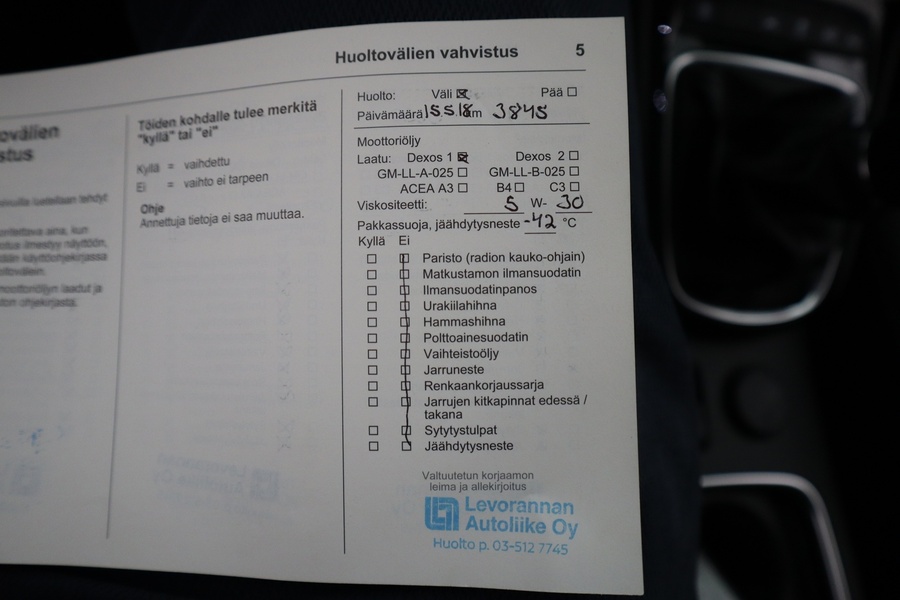 Huoltovälien vahvistus 5
ovälien
stus
Töiden kohdalle tulee merkitä
"kyllä" tai "ei"
Kyllä = vaihdettu
Ei = vaihto ei tarpeen
Ohje
Annettuja tietoja ei saa muuttaa.
Huolto: Väli ☒ Pää ☐
Päivämäärä 15518 km 3845
Moottoriöljy
Laatu: Dexos 1 ☒ Dexos 2 ☐
GM-LL-A-025 ☐ GM-LL-B-025 ☐
ACEA A3 ☐ B4 ☐ C3 ☐
Viskositeetti: 5 W- 30
Pakkassuoja, jäähdytysneste -42 °C
Kyllä Ei
Paristo (radion kauko-ohjain)
Matkustamon ilmansuodatin
Ilmansuodatinpanos
Urakiilahihna
Hammashihna
Polttoainesuodatin
Vaihteistoöljy
Jarruneste
Renkaankorjaussarja
Jarrujen kitkapinnat edessä /
takana
Sytytystulpat
Jäähdytysneste
Valtuutetun korjaamon
leima ja allekirjoitus
Levorannan
Autoliike Oy
Huolto p. 03-512 7745